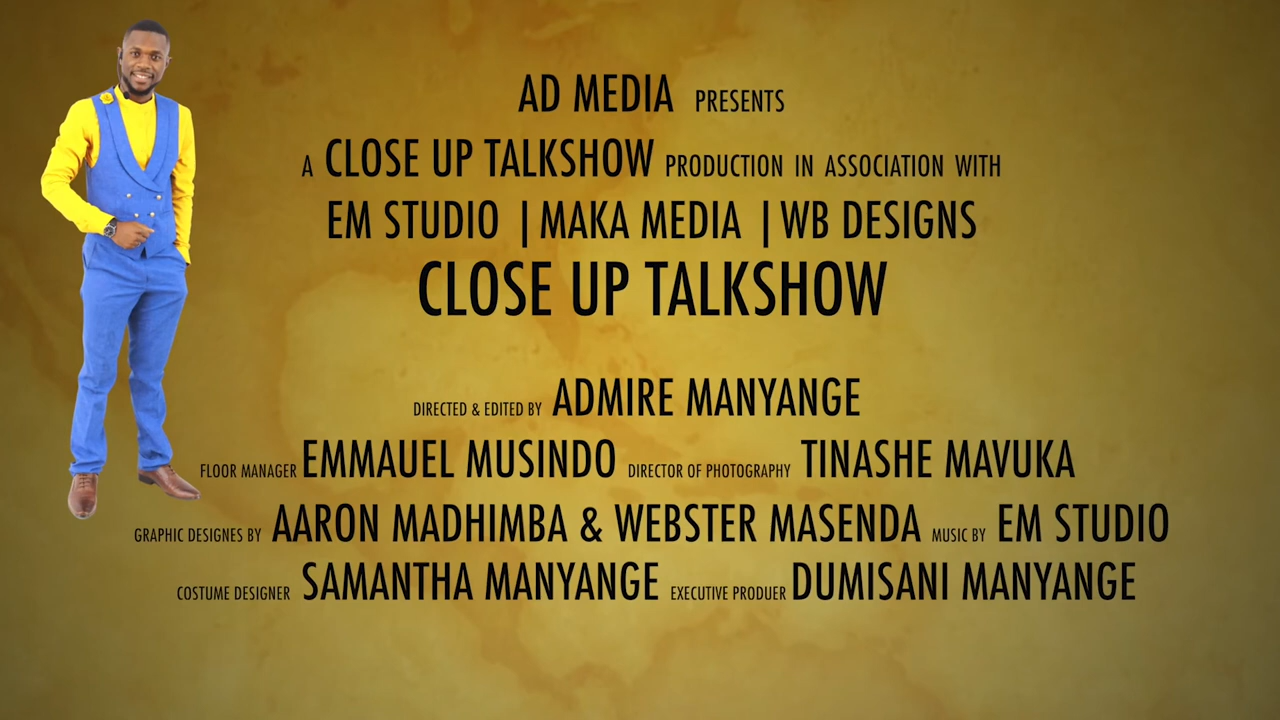 AD MEDIA PRESENTS
A CLOSE UP TALKSHOW PRODUCTION IN ASSOCIATION WITH
EM STUDIO | MAKA MEDIA | WB DESIGNS
CLOSE UP TALKSHOW
DIRECTED & EDITED BY ADMIRE MANYANGE
FLOOR MANAGER EMMAUEL MUSINDO DIRECTOR OF PHOTOGRAPHY TINASHE MAVUKA
GRAPHIC DESIGNES BY AARON MADHIMBA & WEBSTER MASENDA MUSIC BY EM STUDIO
COSTUME DESIGNER SAMANTHA MANYANGE EXECUTIVE PRODUER DUMISANI MANYANGE